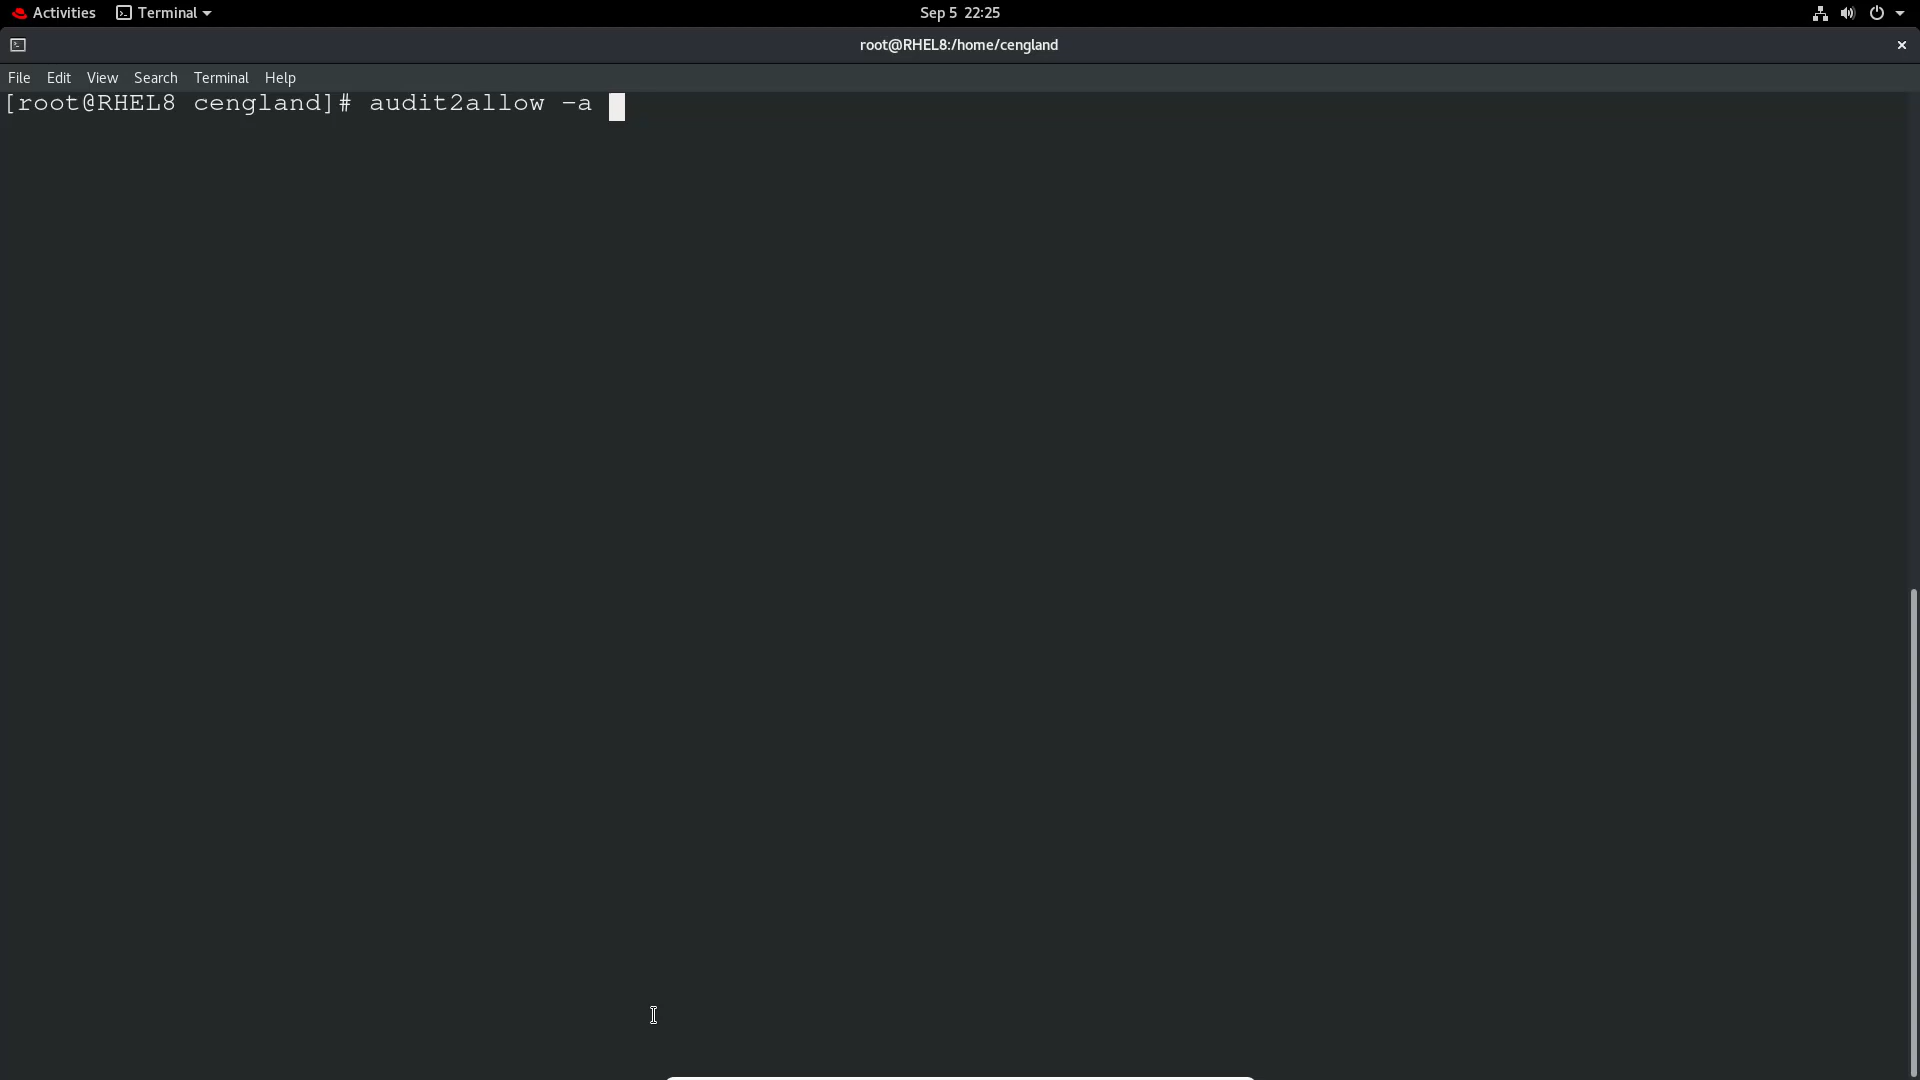 Activities Terminal Sep 5 22:25
root@RHEL8:/home/cengland
File Edit View Search Terminal Help
[root@RHEL8 cengland]# audit2allow -a